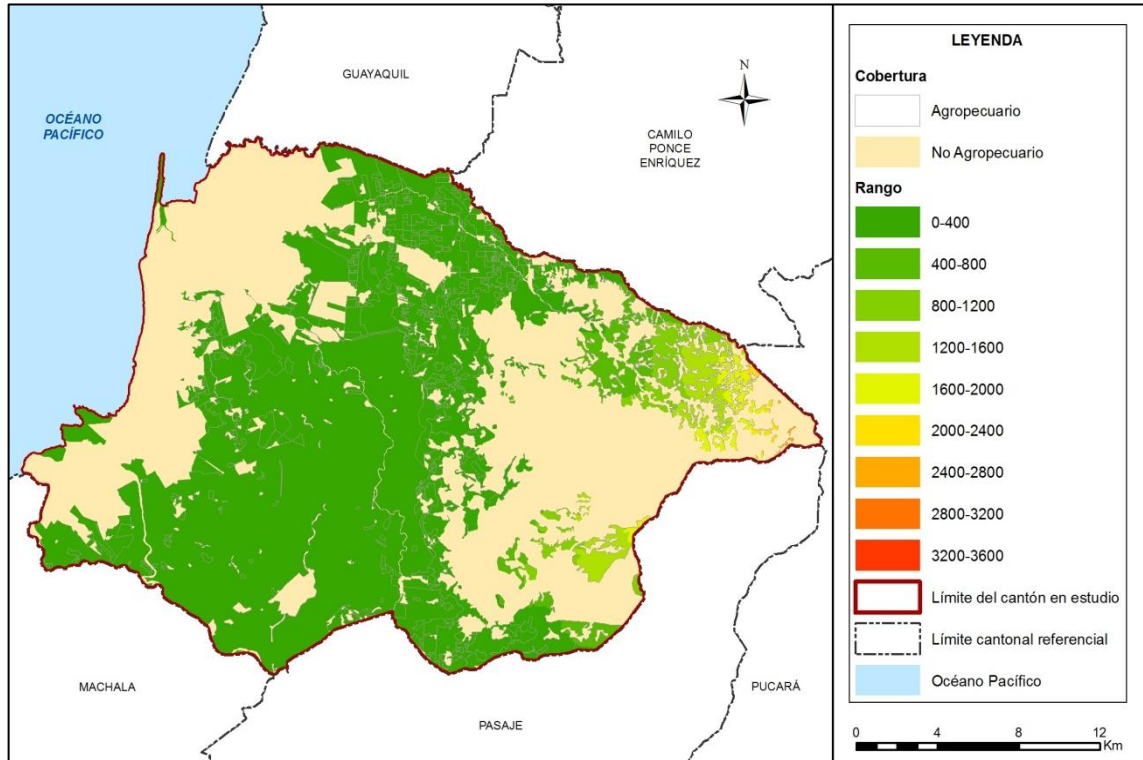 GUAYAQUIL
OCÉANO
PACÍFICO
N
CAMILO
PONCE
ENRÍQUEZ
MACHALA
PUCARÁ
PASAJE
LEYENDA
Cobertura
Agropecuario
No Agropecuario
Rango
0-400
400-800
800-1200
1200-1600
1600-2000
2000-2400
2400-2800
2800-3200
3200-3600
Límite del cantón en estudio
Límite cantonal referencial
Océano Pacífico
0 4 8 12
Km